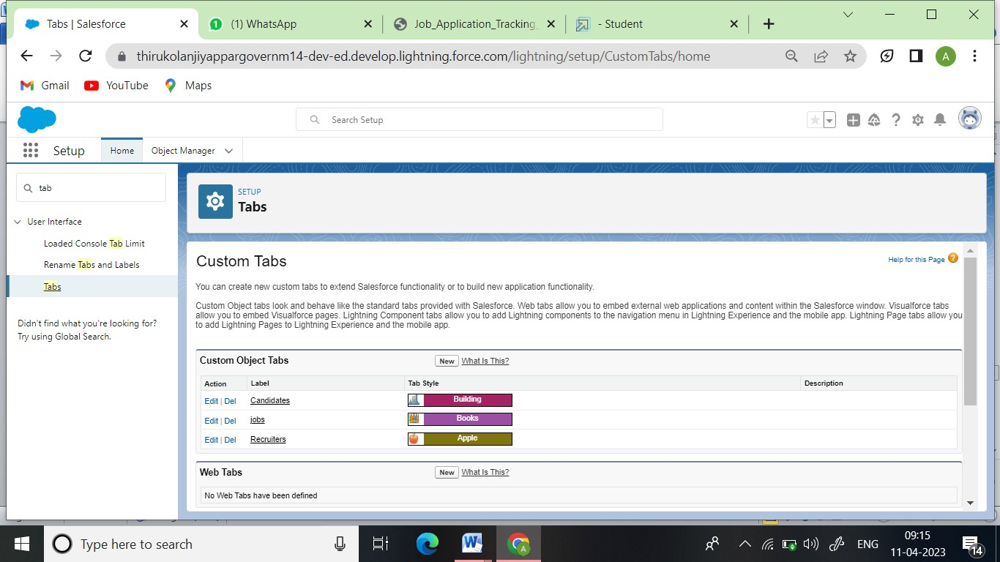 Tabs | Salesforce
(1) WhatsApp
Job_Application_Tracking_
- Student
thirukolanjiyappargovernm14-dev-ed.develop.lightning.force.com/lightning/setup/CustomTabs/home
A
Gmail
YouTube
Maps
Search Setup
Setup
Home
Object Manager
tab
User Interface
Loaded Console Tab Limit
Rename Tabs and Labels
Tabs
Didn't find what you're looking for?
Try using Global Search.
SETUP
Tabs
Custom Tabs
Help for this Page
You can create new custom tabs to extend Salesforce functionality or to build new application functionality.
Custom Object tabs look and behave like the standard tabs provided with Salesforce. Web tabs allow you to embed external web applications and content within the Salesforce window. Visualforce tabs
allow you to embed Visualforce pages. Lightning Component tabs allow you to add Lightning components to the navigation menu in Lightning Experience and the mobile app. Lightning Page tabs allow you
to add Lightning Pages to Lightning Experience and the mobile app.
Custom Object Tabs New What Is This?
Action Label Tab Style Description
Edit | Del Candidates Building
Edit | Del jobs Books
Edit | Del Recruiters Apple
Web Tabs New What Is This?
No Web Tabs have been defined
Type here to search
ENG
09:15
11-04-2023
14